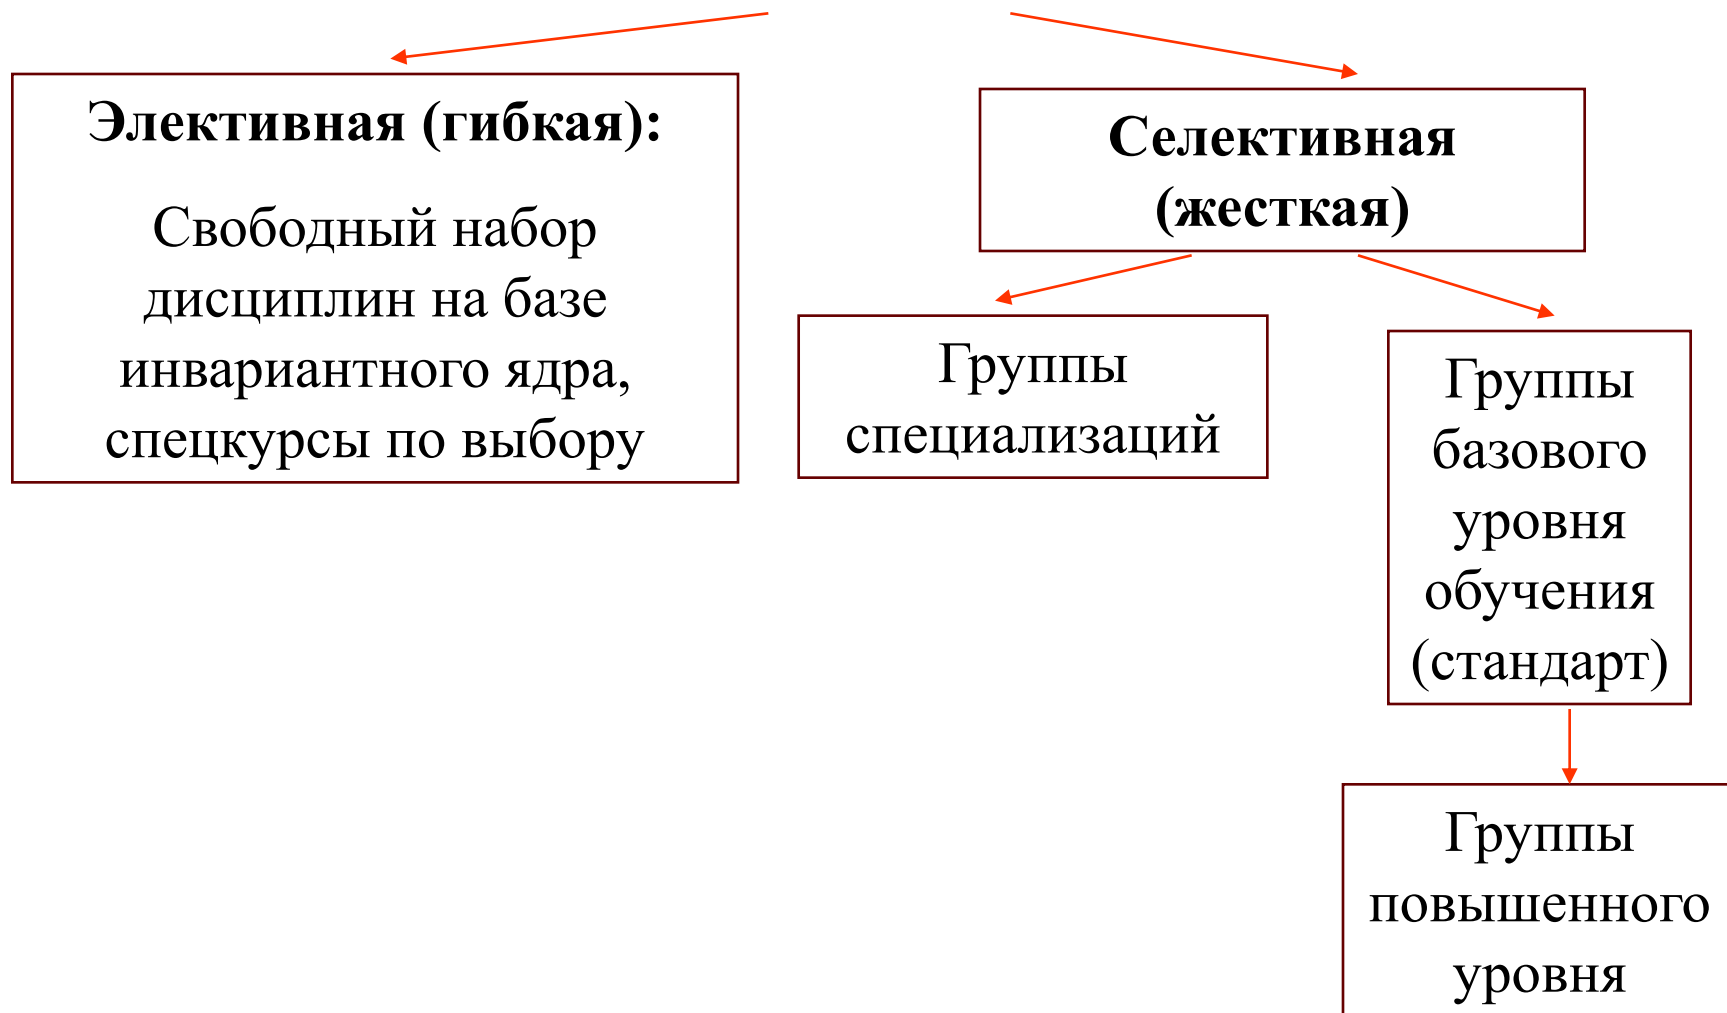 Элективная (гибкая):
Свободный набор
дисциплин на базе
инвариантного ядра,
спецкурсы по выбору
Селективная
(жесткая)
Группы
специализаций
Группы
базового
уровня
обучения
(стандарт)
Группы
повышенного
уровня